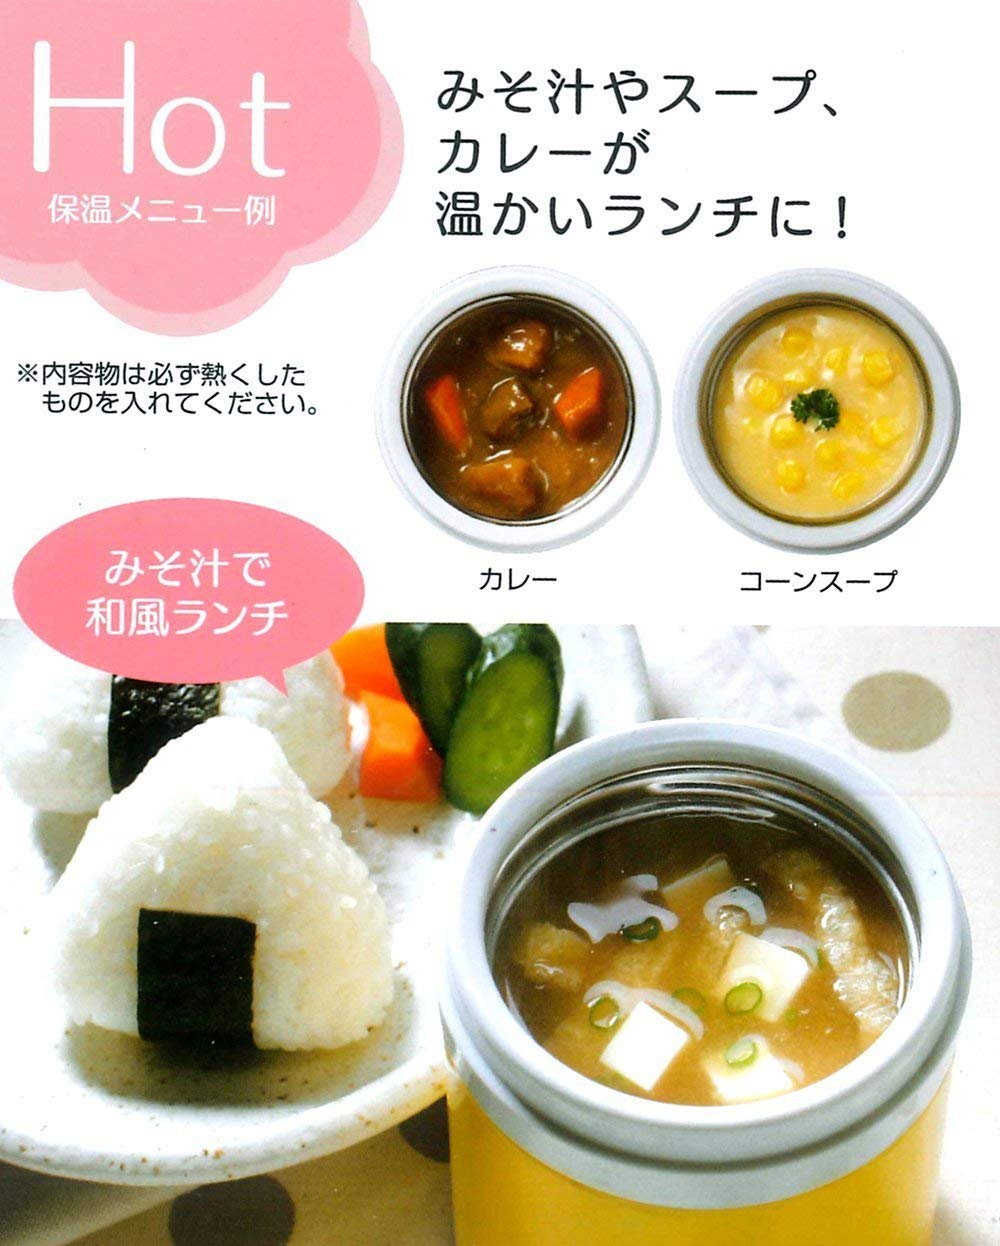 Hot
保温メニュー例
みそ汁やスープ、
カレーが
温かいランチに！
※内容物は必ず熱くした
ものを入れてください。
カレー
コーンスープ
みそ汁で
和風ランチ